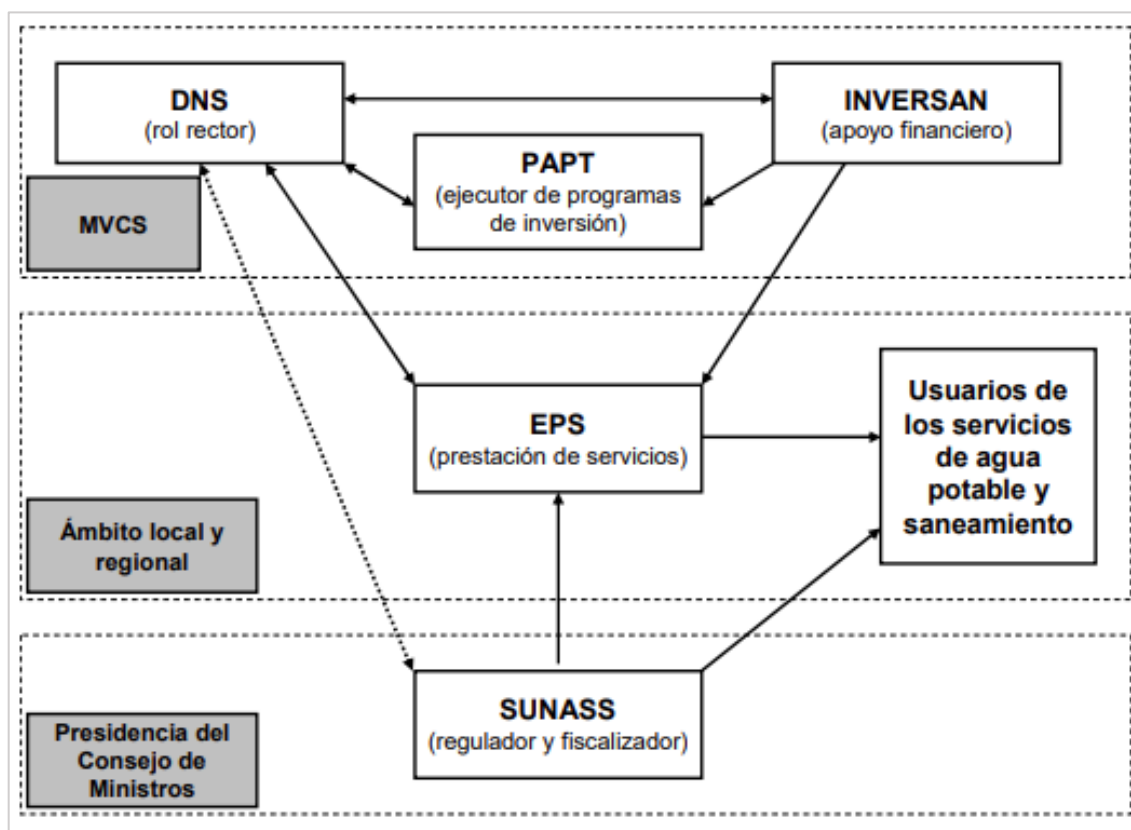 DNS
(rol rector)
INVERSAN
(apoyo financiero)
PAPT
(ejecutor de programas
de inversión)
MVCS
EPS
(prestación de servicios)
Usuarios de
los servicios
de agua
potable y
saneamiento
Ámbito local y
regional
SUNASS
(regulador y fiscalizador)
Presidencia del
Consejo de
Ministros